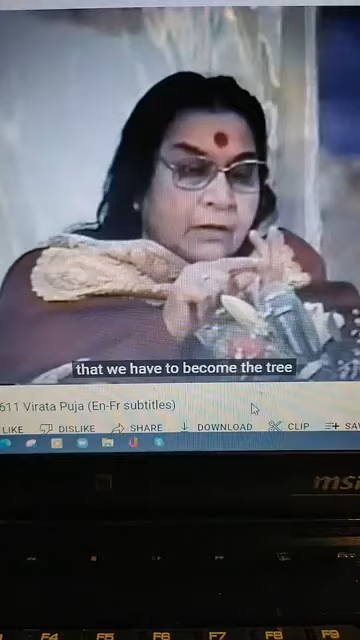 that we have to become the tree
611 Virata Puja (En-Fr subtitles)
LIKE DISLIKE SHARE DOWNLOAD CLIP SA
msi
F4 F5 F6 F7 F8 F9